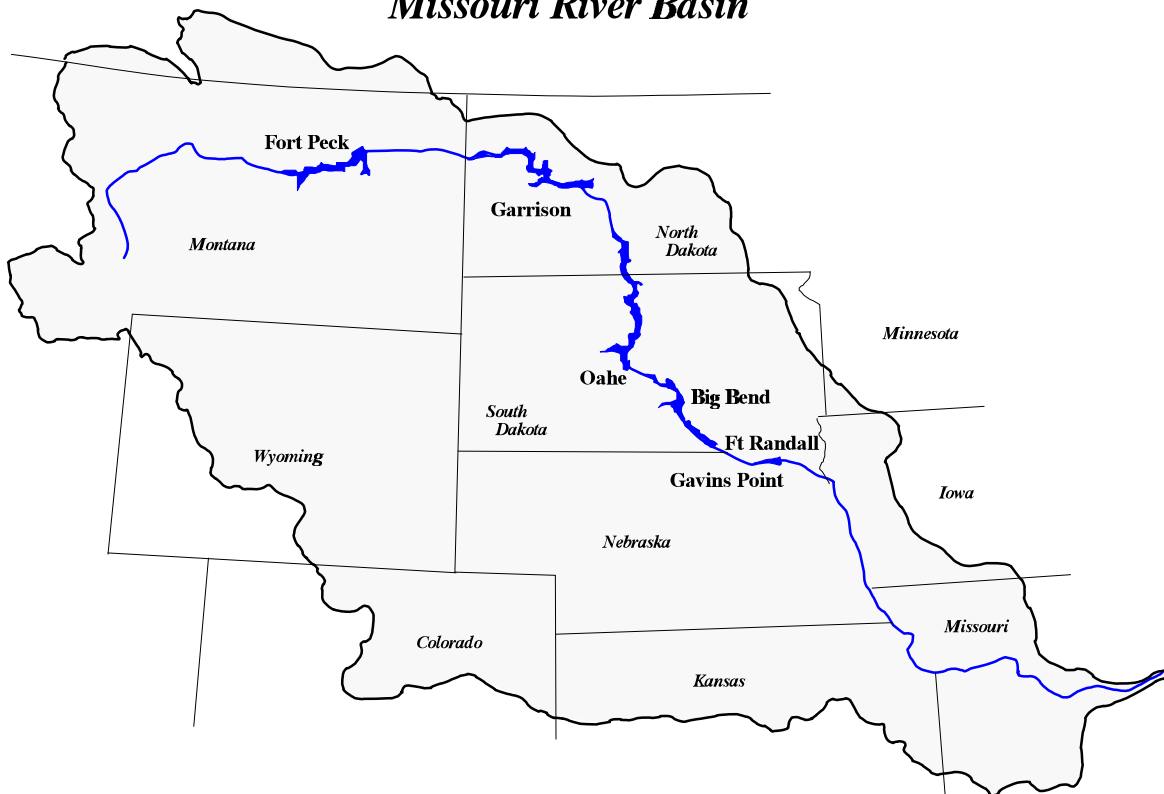 Missouri River Basin
Fort Peck
Garrison
North
Dakota
Montana
Minnesota
Oahe
Big Bend
South
Dakota
Ft Randall
Wyoming
Gavins Point
Iowa
Nebraska
Missouri
Colorado
Kansas